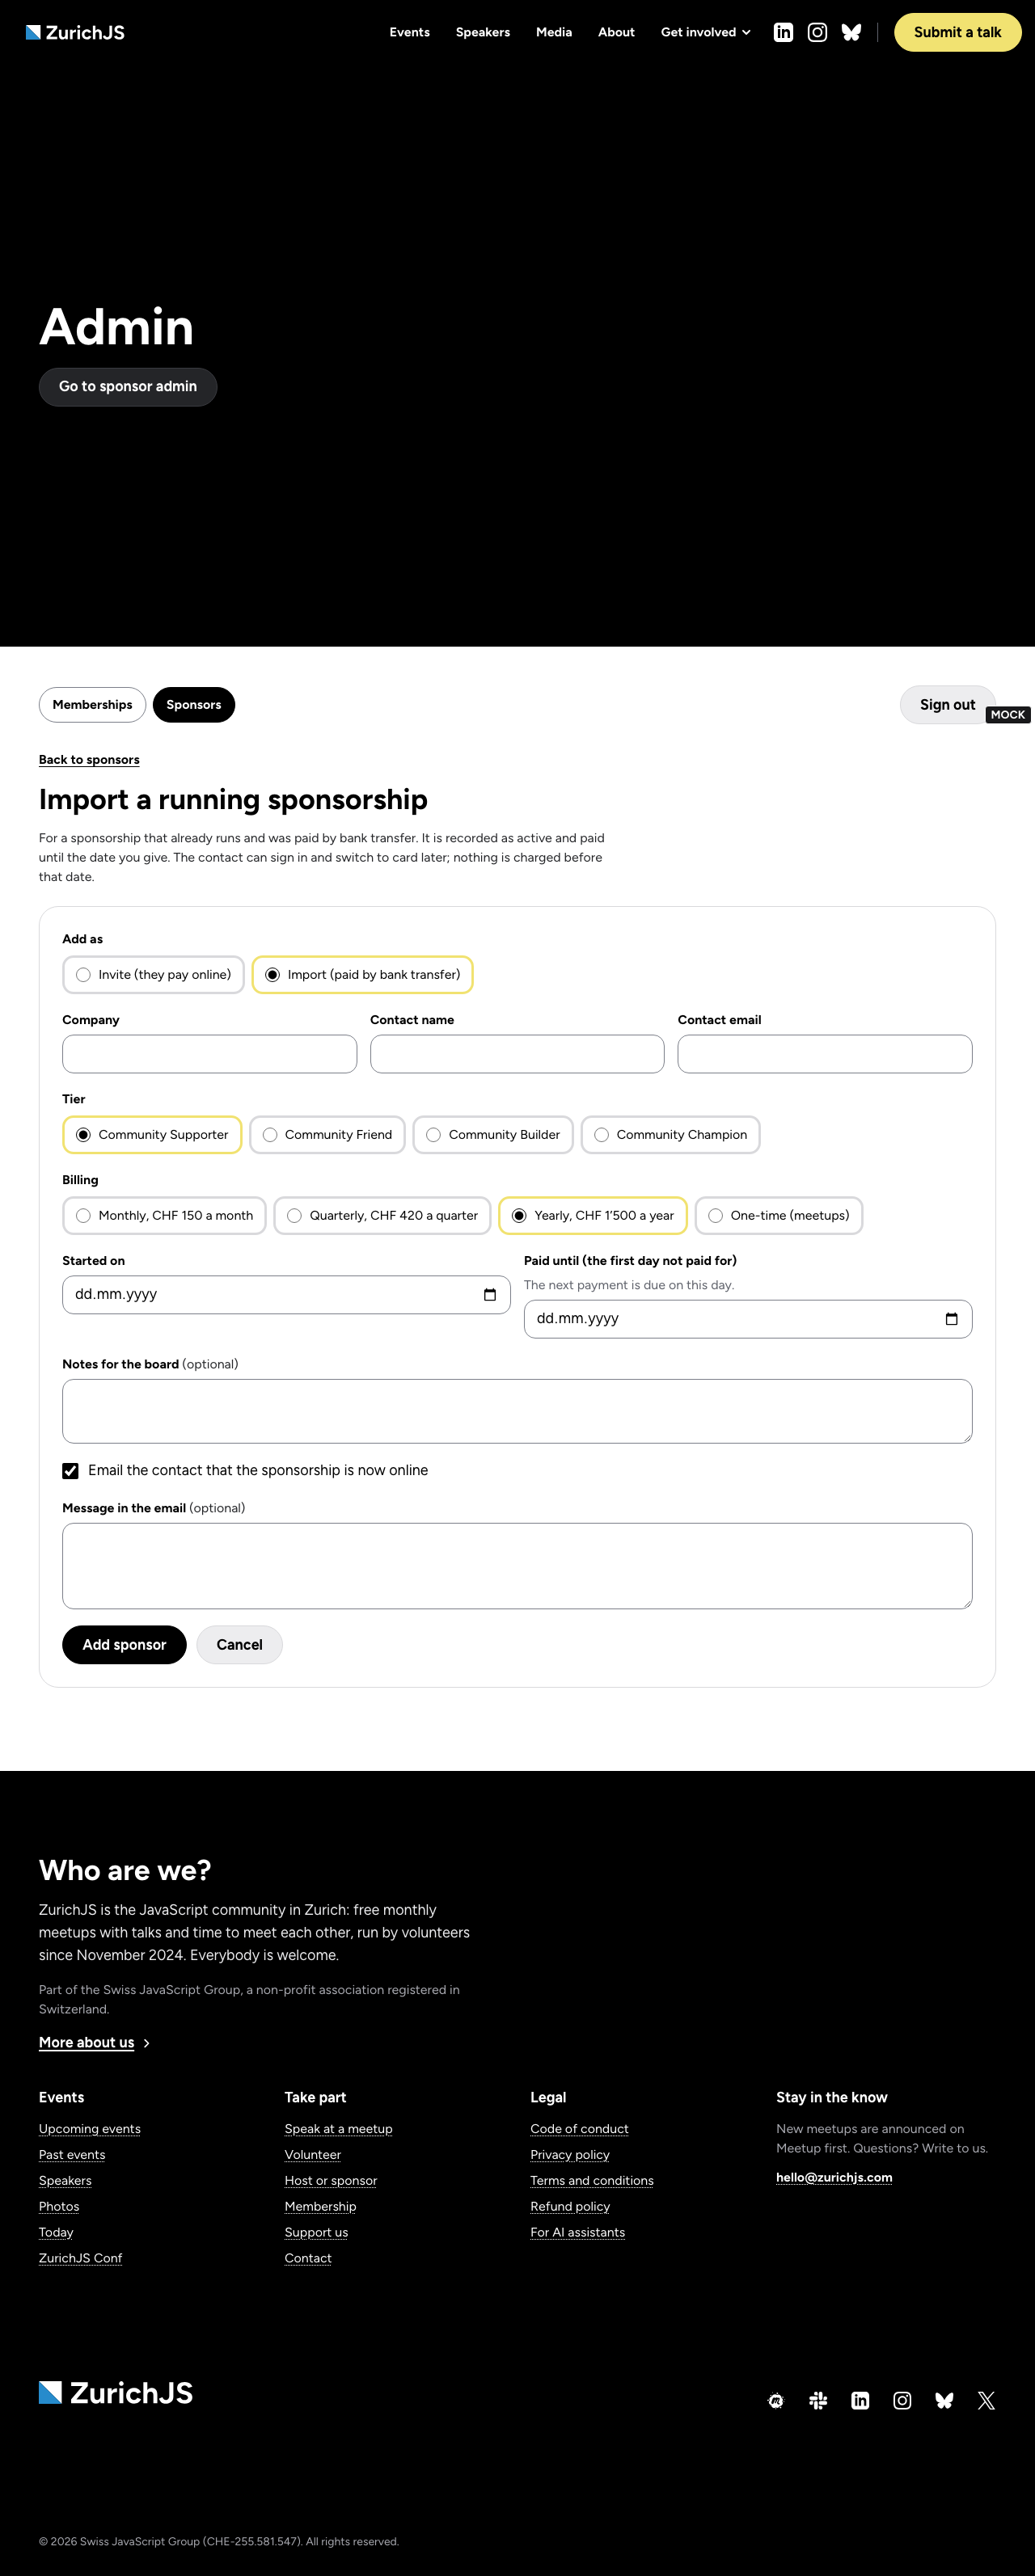 ZurichJS
Events
Speakers
Media
About
Get involved
Submit a talk
Admin
Go to sponsor admin
Memberships
Sponsors
Sign out
MOCK
Back to sponsors
Import a running sponsorship
For a sponsorship that already runs and was paid by bank transfer. It is recorded as active and paid
until the date you give. The contact can sign in and switch to card later; nothing is charged before
that date.
Add as
Invite (they pay online)
Import (paid by bank transfer)
Company
Contact name
Contact email
Tier
Community Supporter
Community Friend
Community Builder
Community Champion
Billing
Monthly, CHF 150 a month
Quarterly, CHF 420 a quarter
Yearly, CHF 1'500 a year
One-time (meetups)
Started on
dd.mm.yyyy
Paid until (the first day not paid for)
The next payment is due on this day.
dd.mm.yyyy
Notes for the board (optional)
Email the contact that the sponsorship is now online
Message in the email (optional)
Add sponsor
Cancel
Who are we?
ZurichJS is the JavaScript community in Zurich: free monthly
meetups with talks and time to meet each other, run by volunteers
since November 2024. Everybody is welcome.
Part of the Swiss JavaScript Group, a non-profit association registered in
Switzerland.
More about us
Events
Upcoming events
Past events
Speakers
Photos
Today
ZurichJS Conf
Take part
Speak at a meetup
Volunteer
Host or sponsor
Membership
Support us
Contact
Legal
Code of conduct
Privacy policy
Terms and conditions
Refund policy
For AI assistants
Stay in the know
New meetups are announced on
Meetup first. Questions? Write to us.
hello@zurichjs.com
ZurichJS
© 2026 Swiss JavaScript Group (CHE-255.581.547). All rights reserved.